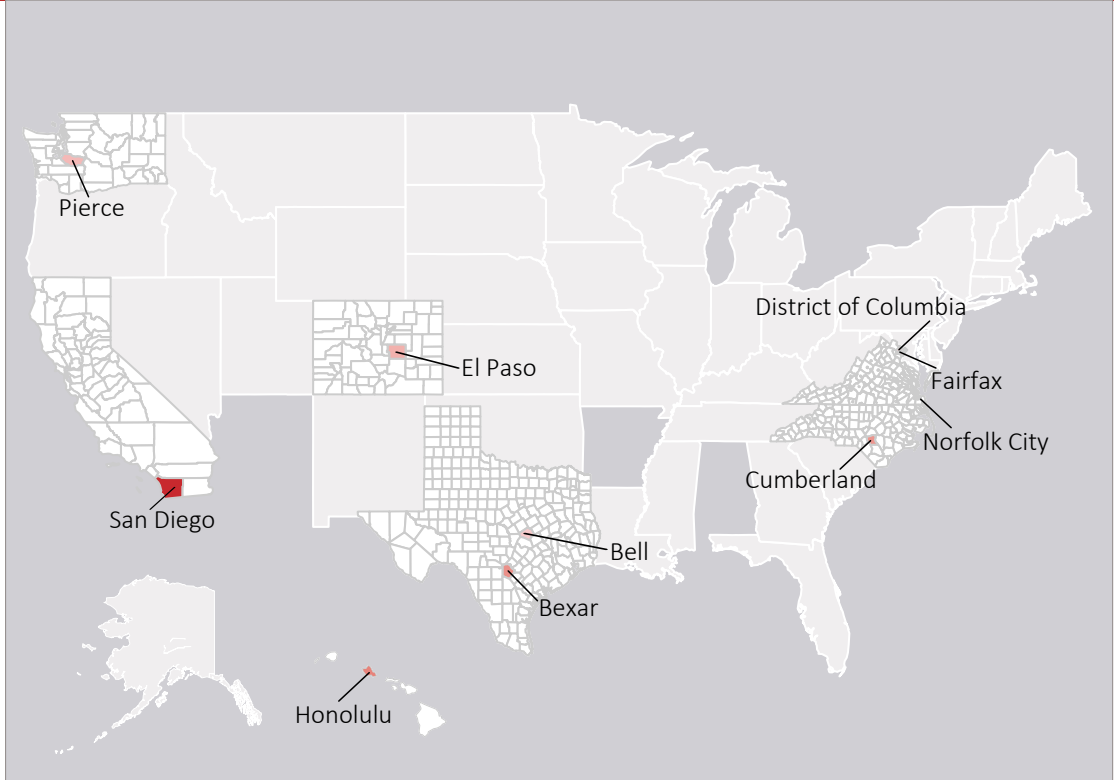 Pierce
District of Columbia
El Paso
Fairfax
Norfolk City
Cumberland
San Diego
Bell
Bexar
Honolulu